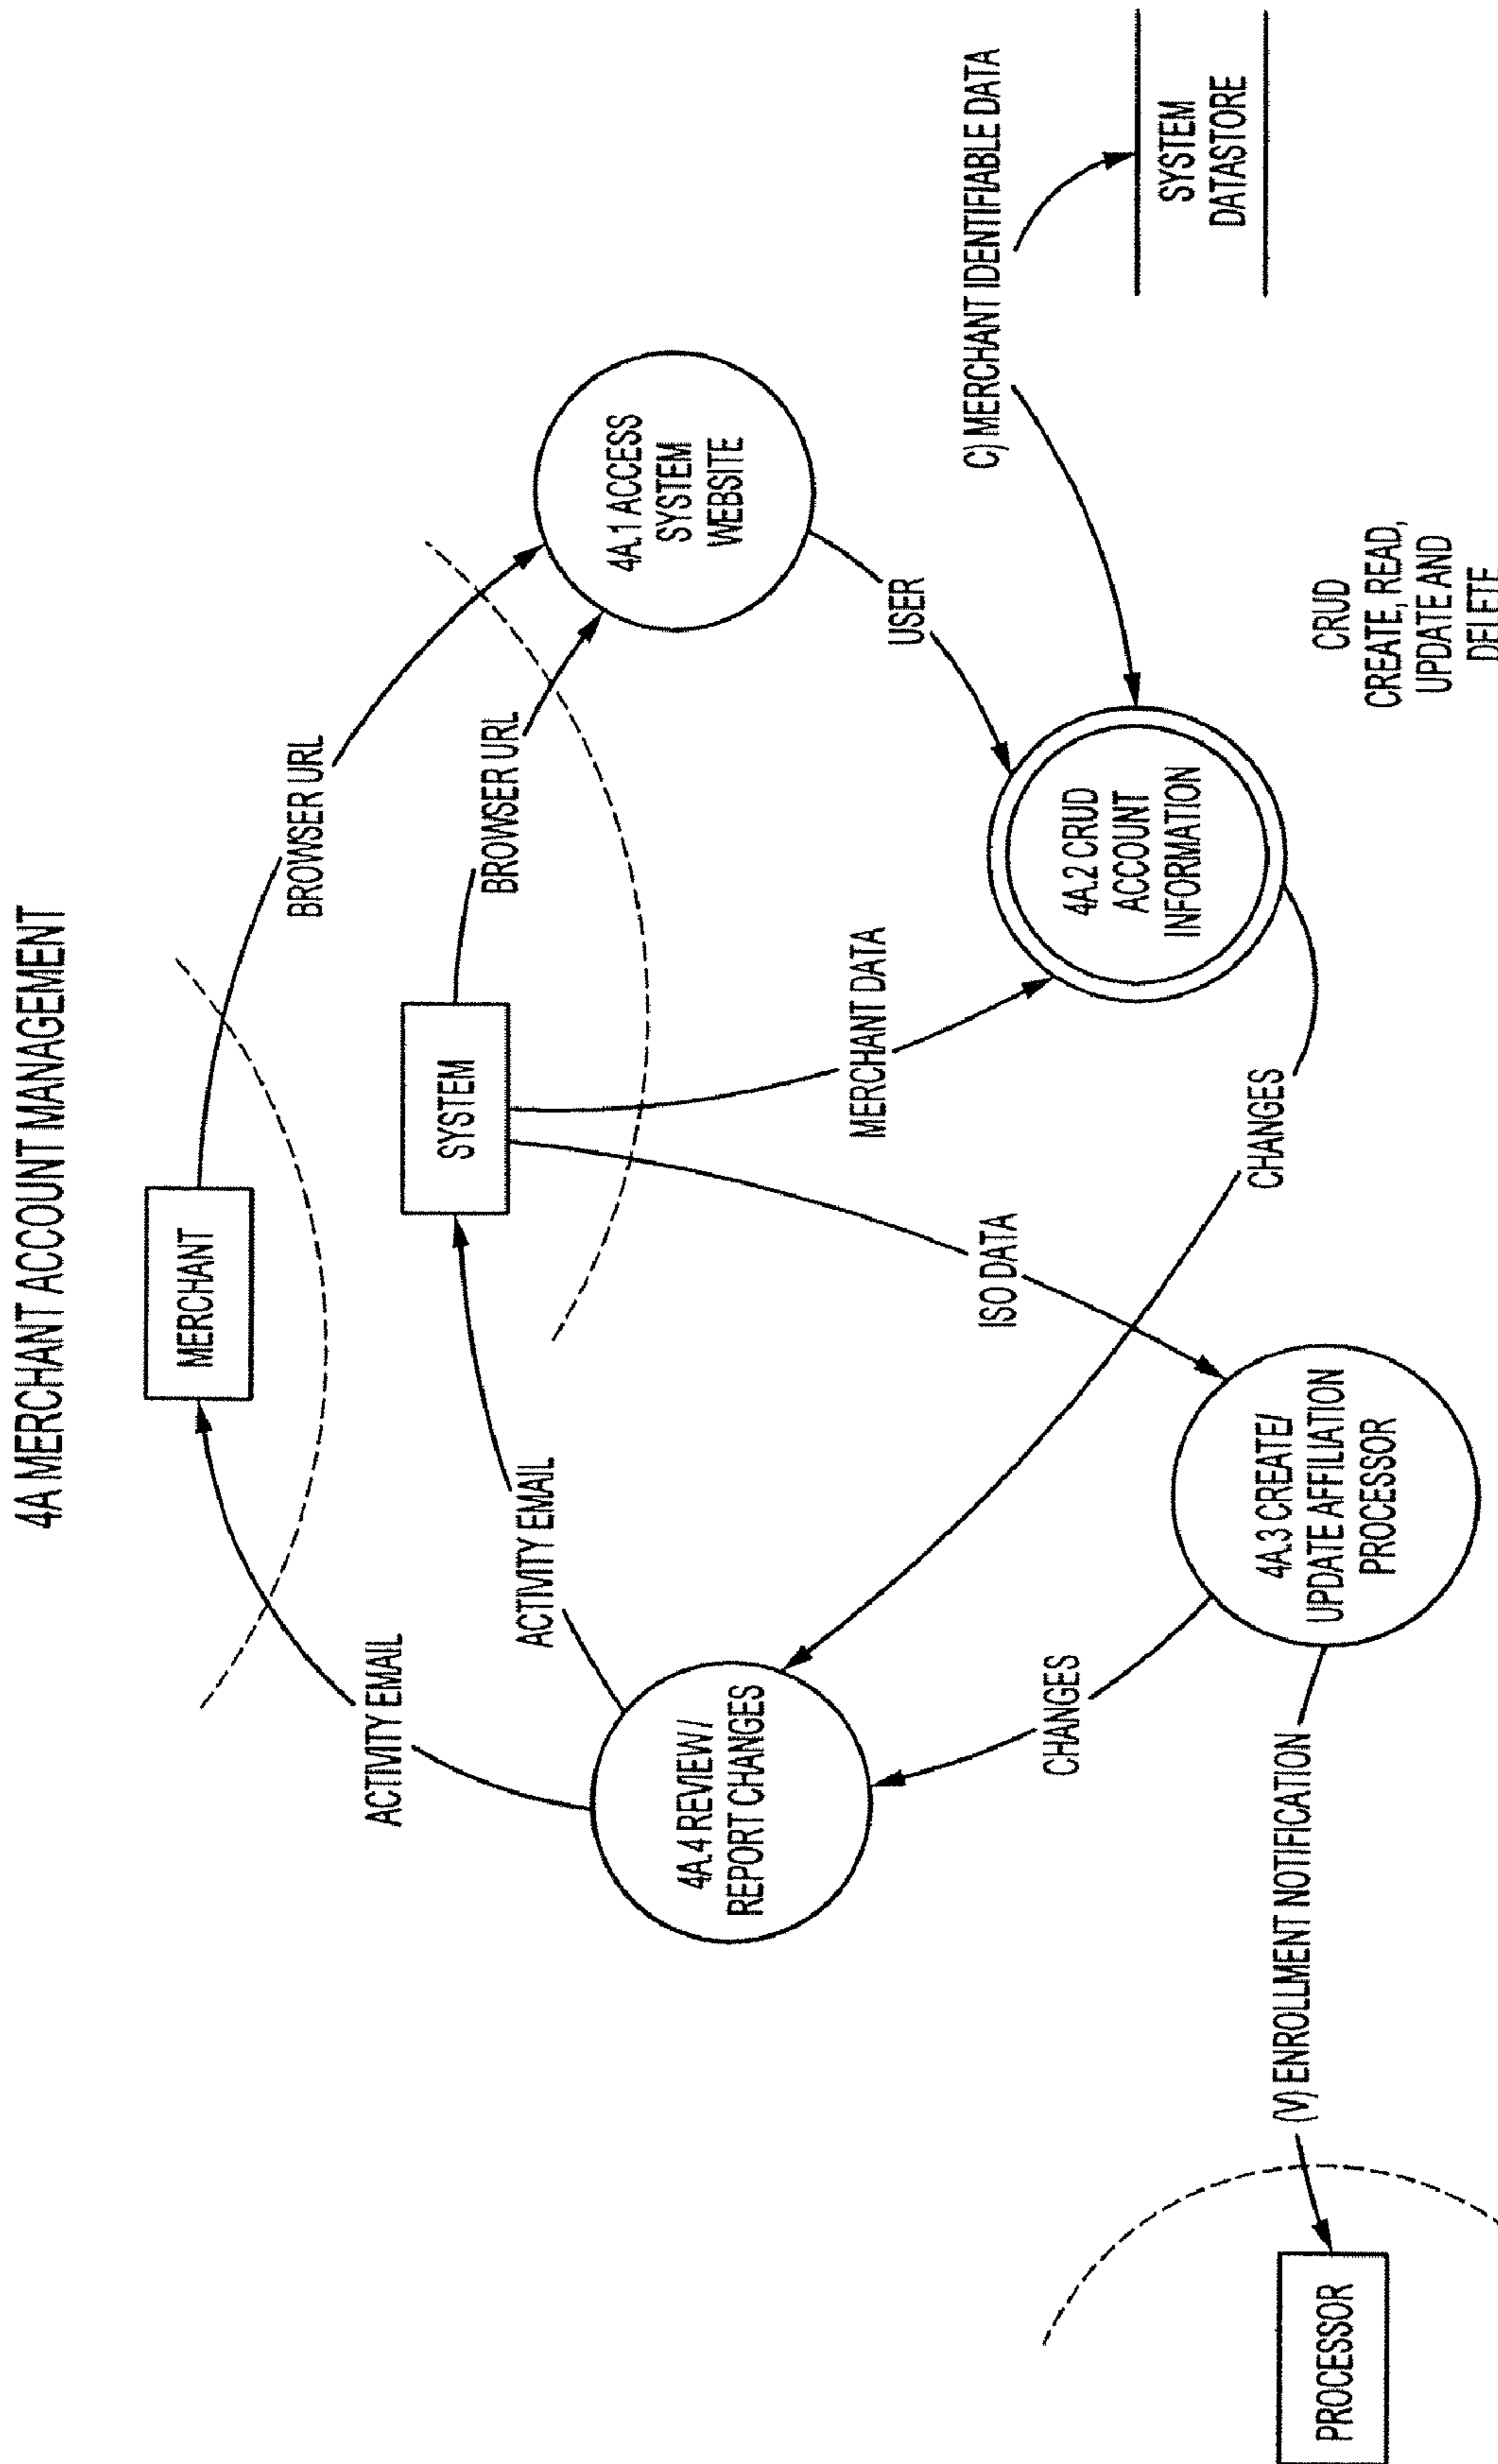 4A MERCHANT ACCOUNT MANAGEMENT
MERCHANT
BROWSER URL
ACTIVITY EMAIL
SYSTEM
BROWSER URL
ACTIVITY EMAIL
4A.1 ACCESS
SYSTEM
WEBSITE
4A.4 REVIEW /
REPORT CHANGES
MERCHANT DATA
USER
ISO DATA
C) MERCHANT IDENTIFIABLE DATA
CHANGES
4A.2 CRUD
ACCOUNT
INFORMATION
SYSTEM
DATASTORE
CHANGES
4A.3 CREATE/
UPDATE AFFILIATION
PROCESSOR
(V) ENROLLMENT NOTIFICATION
PROCESSOR
CRUD
CREATE, READ,
UPDATE AND
DELETE